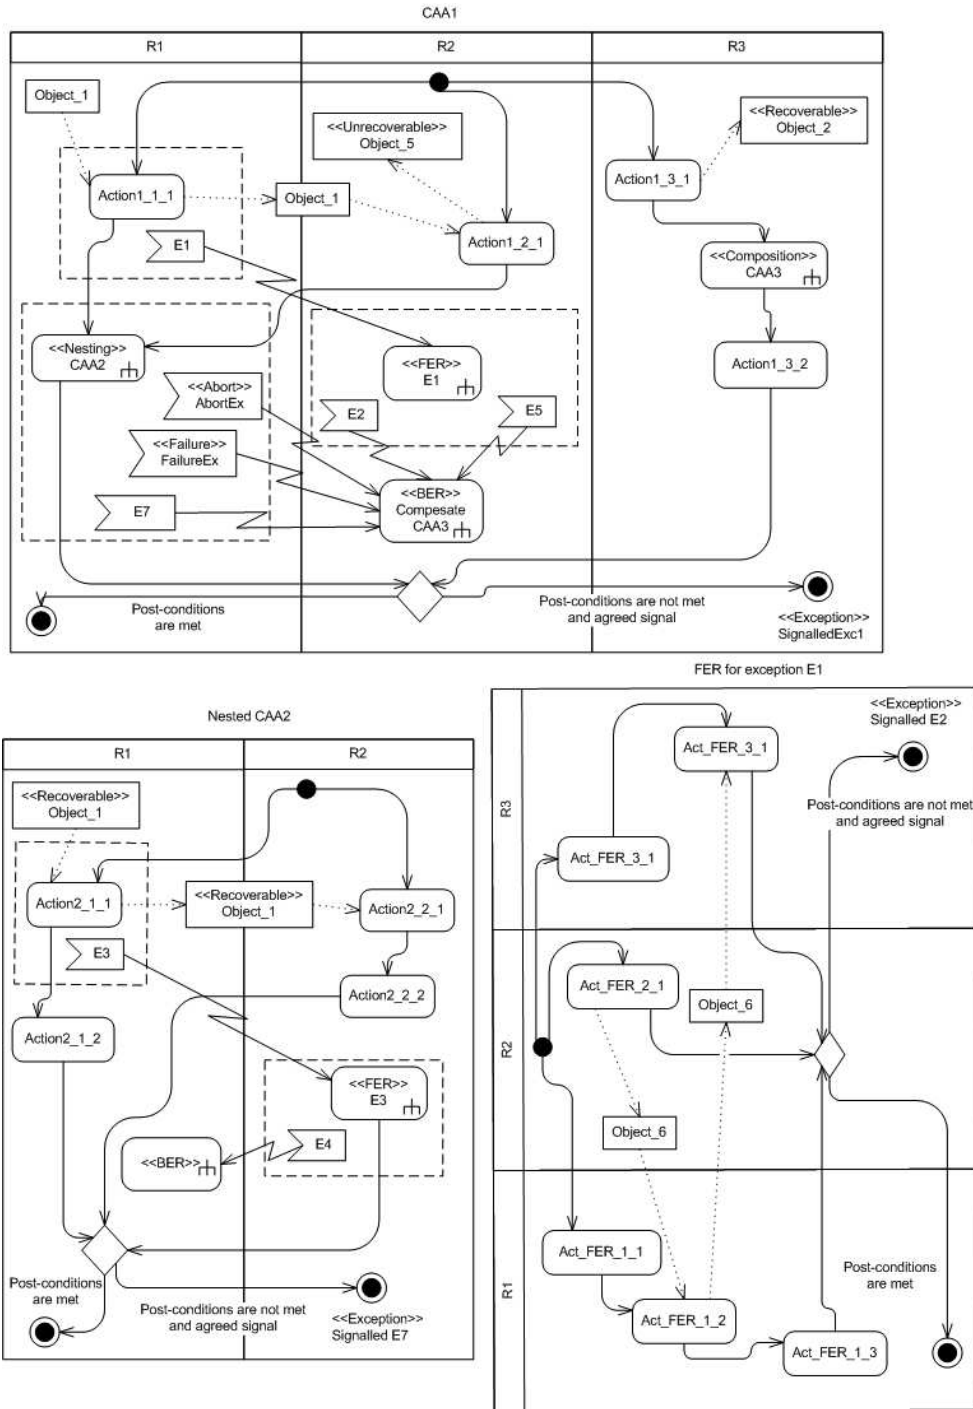 CAA1
R1
R2
R3
Object_1
<<Unrecoverable>>
Object_5
<<Recoverable>>
Object_2
Action1_1_1
Object_1
Action1_3_1
E1
Action1_2_1
<<Composition>>
CAA3
<<Nesting>>
CAA2
<<FER>>
E1
Action1_3_2
<<Abort>>
AbortEx
E2
E5
<<Failure>>
FailureEx
<<BER>>
Compesate
CAA3
E7
Post-conditions
are met
Post-conditions are not met
and agreed signal
<<Exception>>
SignalledExc1
Nested CAA2
R1
R2
<<Recoverable>>
Object_1
Action2_1_1
<<Recoverable>>
Object_1
Action2_2_1
E3
Action2_2_2
Action2_1_2
<<FER>>
E3
E4
<<BER>>
Post-conditions
are met
Post-conditions are not met
and agreed signal
<<Exception>>
Signalled E7
FER for exception E1
R3
R2
R1
<<Exception>>
Signalled E2
Act_FER_3_1
Post-conditions are not met
and agreed signal
Act_FER_3_1
Act_FER_2_1
Object_6
Object_6
Act_FER_1_1
Post-conditions
are met
Act_FER_1_2
Act_FER_1_3